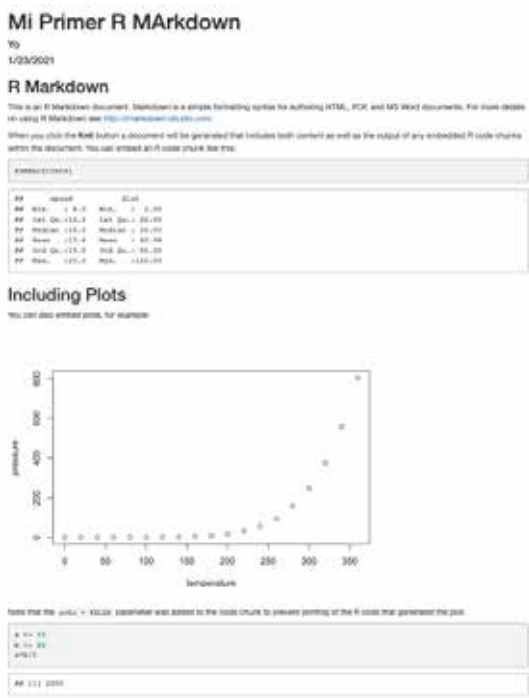 Mi Primer R MArkdown
Yo
1/23/2021
R Markdown
This is an R Markdown document. Markdown is a simple formatting syntax for authoring HTML, PDF, and MS Word documents. For more details
on using R Markdown see http://rmarkdown.rstudio.com.
When you click the Knit button a document will be generated that includes both content as well as the output of any embedded R code chunks
within the document. You can embed an R code chunk like this:
summary(cars)
## speed dist
## Min. : 4.0 Min. : 2.00
## 1st Qu.:12.0 1st Qu.: 26.00
## Median :15.0 Median : 36.00
## Mean :15.4 Mean : 42.98
## 3rd Qu.:19.0 3rd Qu.: 56.00
## Max. :25.0 Max. :120.00
Including Plots
You can also embed plots, for example:
pressure
0 200 400 600 800
0 50 100 150 200 250 300 350
temperature
Note that the echo = FALSE parameter was added to the code chunk to prevent printing of the R code that generated the plot.
## [1]